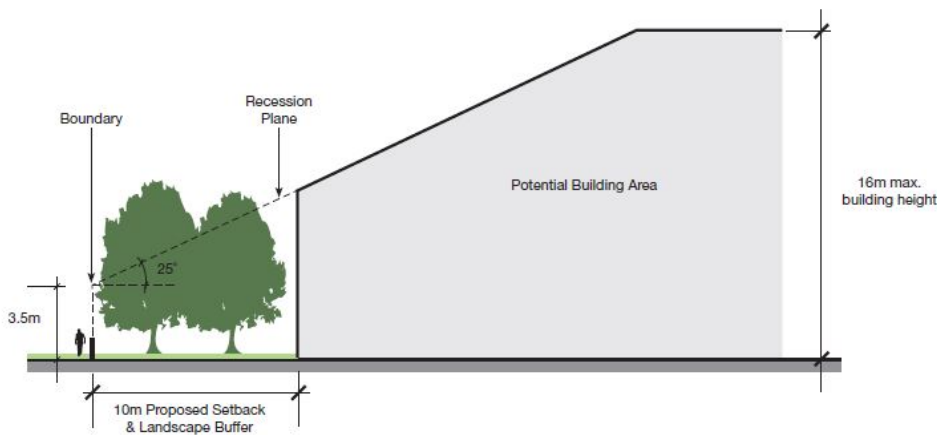 Boundary
Recession
Plane
Potential Building Area
16m max.
building height
25°
3.5m
10m Proposed Setback
& Landscape Buffer